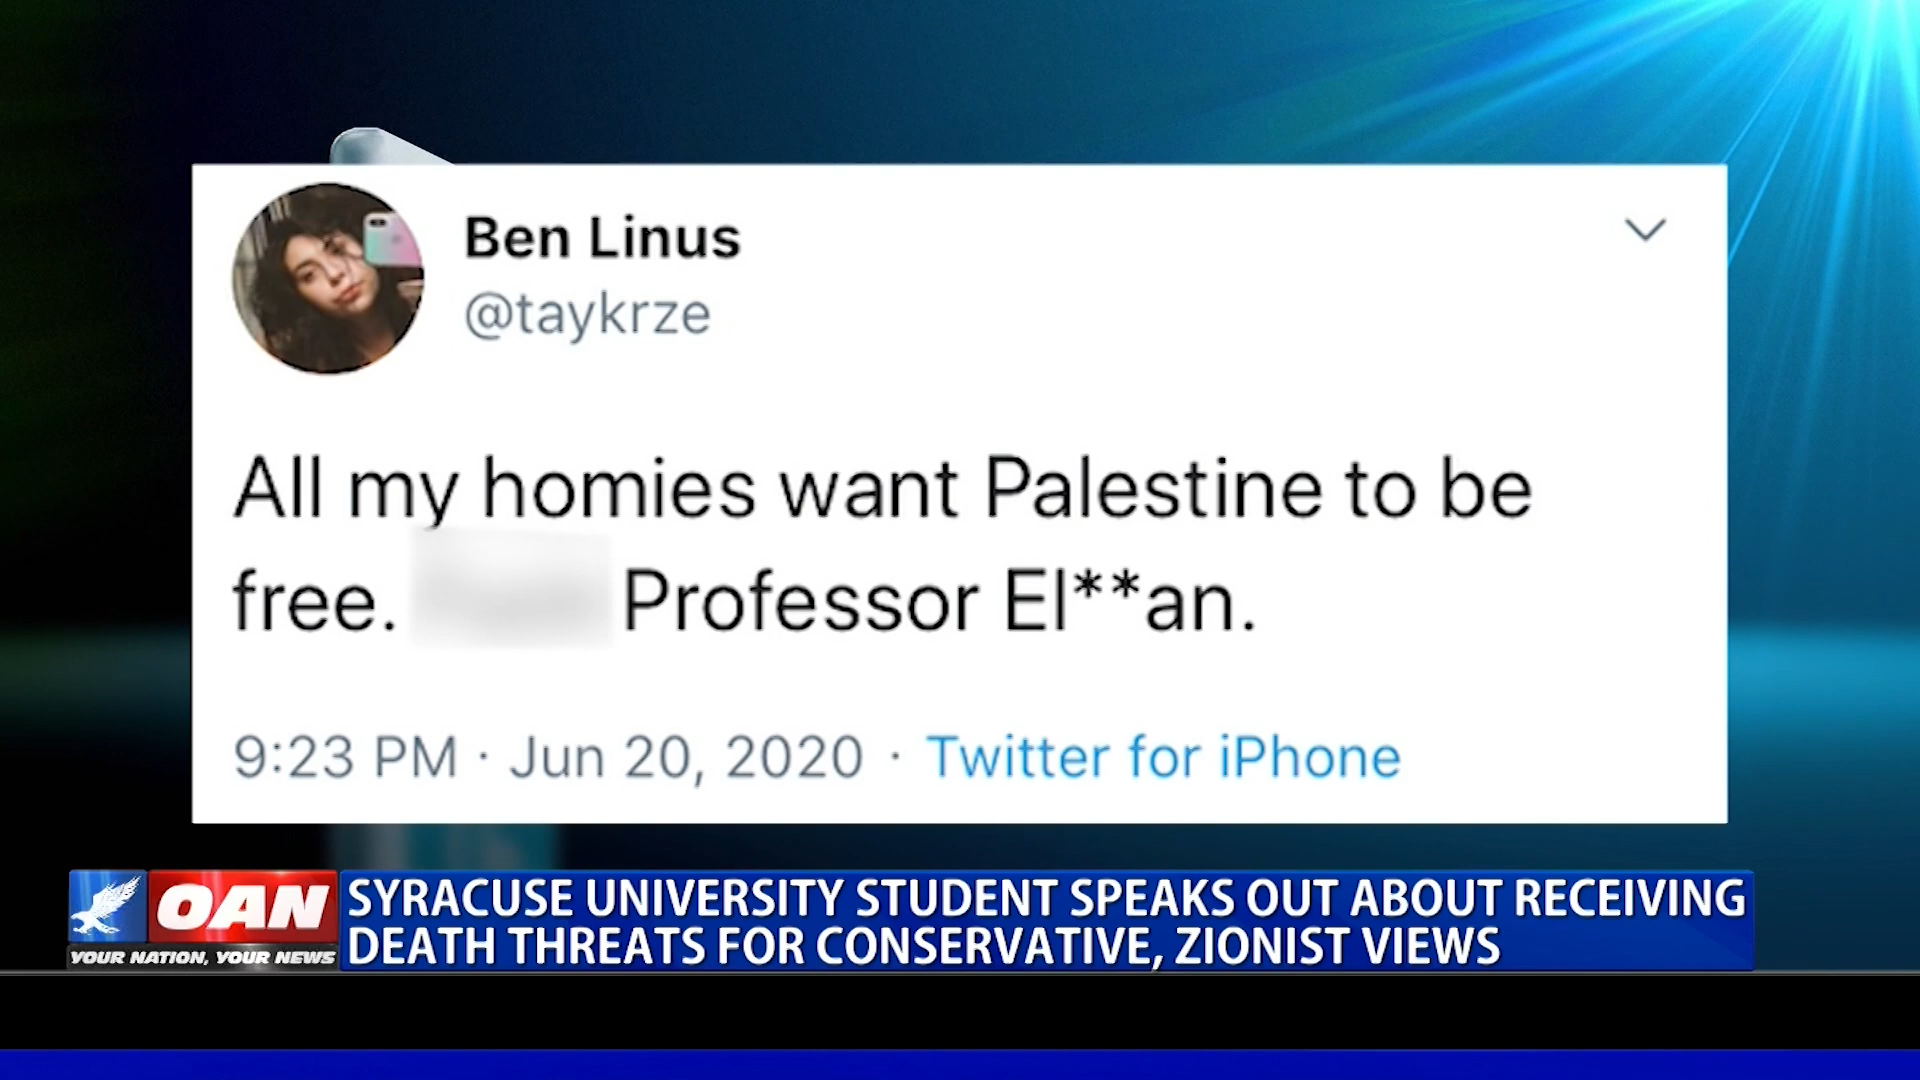 Ben Linus
@taykrze
All my homies want Palestine to be
free. Professor El**an.
9:23 PM · Jun 20, 2020 · Twitter for iPhone
OAN
YOUR NATION, YOUR NEWS
SYRACUSE UNIVERSITY STUDENT SPEAKS OUT ABOUT RECEIVING
DEATH THREATS FOR CONSERVATIVE, ZIONIST VIEWS